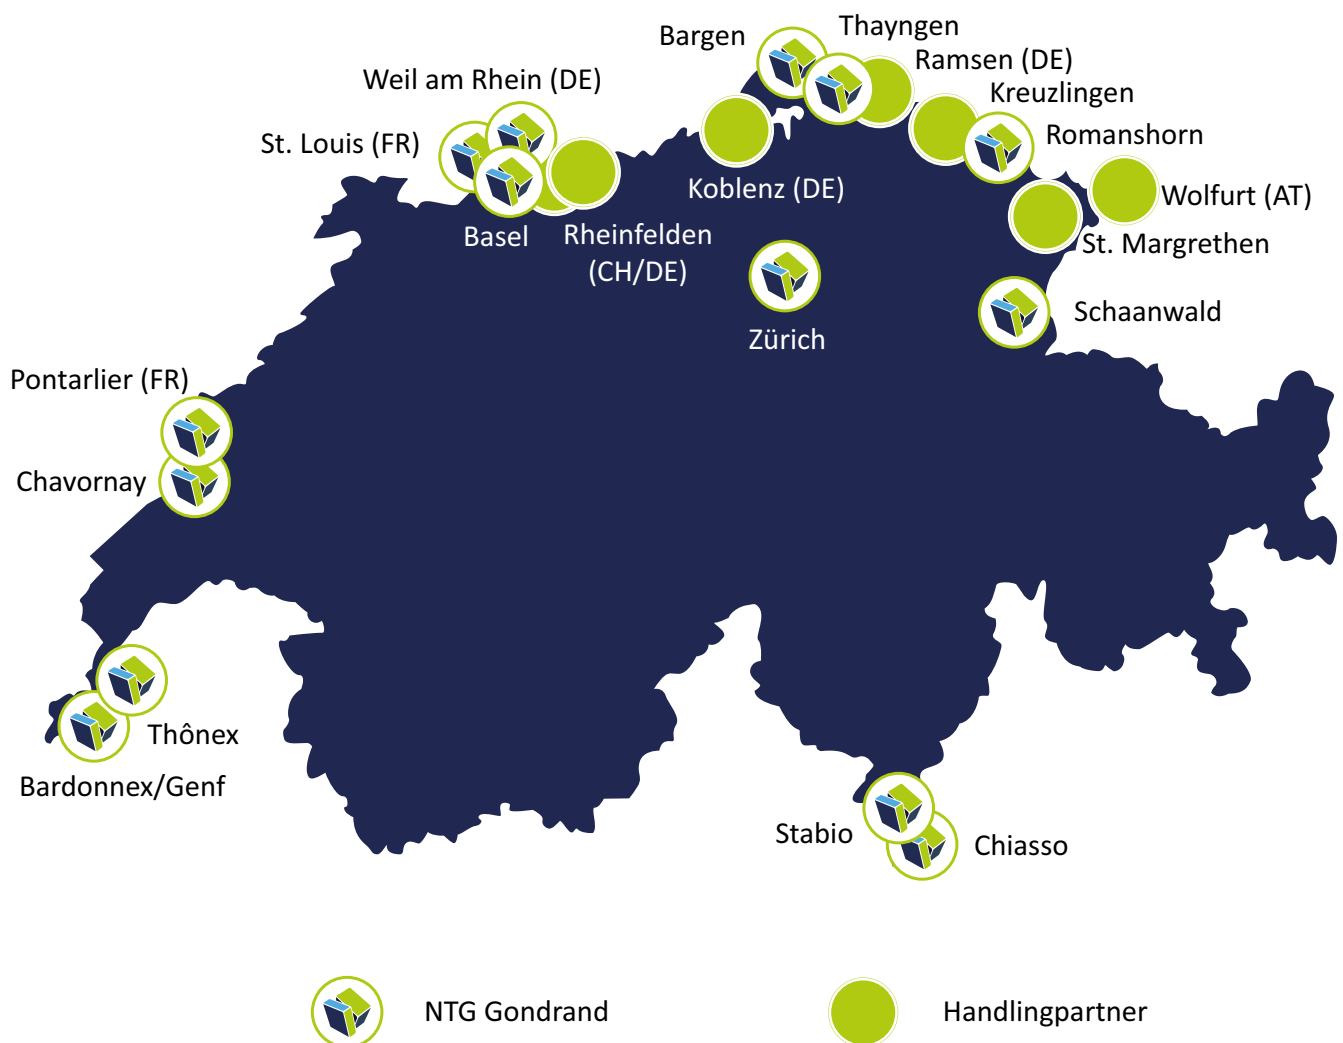 Thayngen
Bargen
Ramsen (DE)
Weil am Rhein (DE)
Kreuzlingen
Romanshorn
St. Louis (FR)
Koblenz (DE)
Wolfurt (AT)
Basel
Rheinfelden
(CH/DE)
St. Margrethen
Schaanwald
Zürich
Pontarlier (FR)
Chavornay
Thônex
Bardonnex/Genf
Stabio
Chiasso
NTG Gondrand
Handlingpartner